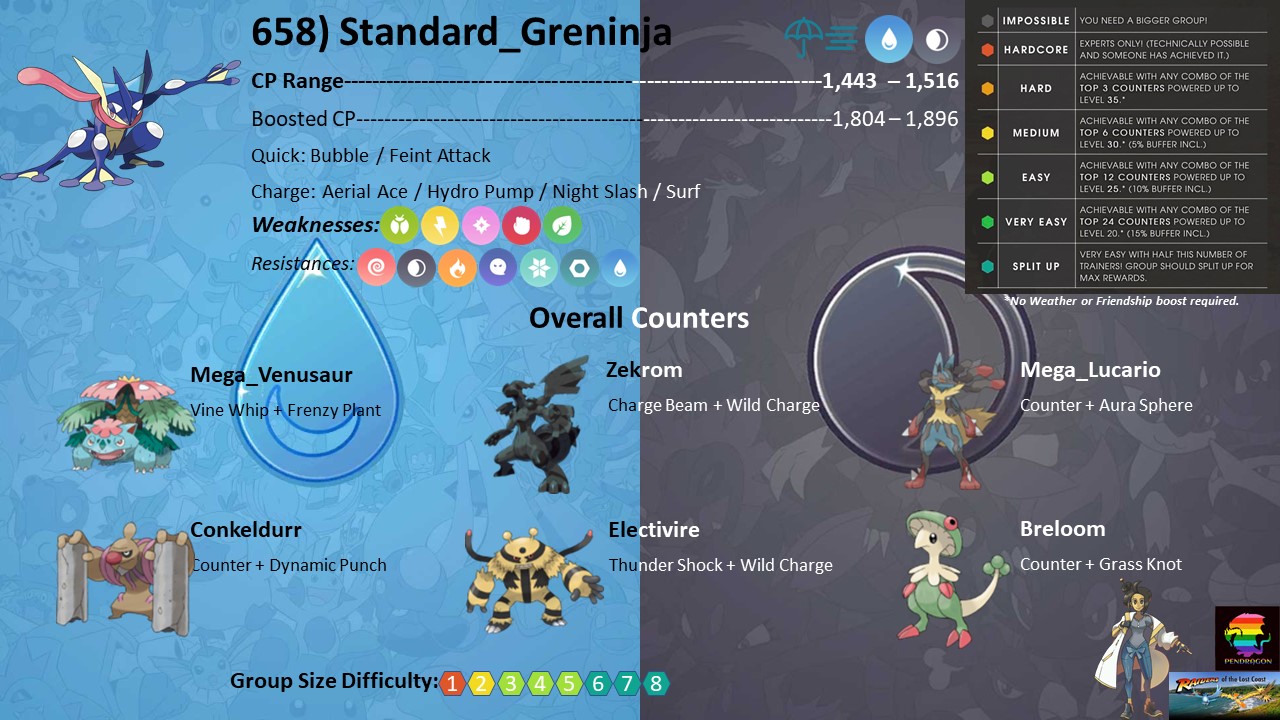 658) Standard_Greninja
CP Range----------------------------------------------------------------------1,443 – 1,516
Boosted CP--------------------------------------------------------------------1,804 – 1,896
Quick: Bubble / Feint Attack
Charge: Aerial Ace / Hydro Pump / Night Slash / Surf
Weaknesses:
Resistances:
IMPOSSIBLE YOU NEED A BIGGER GROUP!
HARDCORE EXPERTS ONLY! (TECHNICALLY POSSIBLE
AND SOMEONE HAS ACHIEVED IT.)
HARD ACHIEVABLE WITH ANY COMBO OF THE
TOP 3 COUNTERS POWERED UP TO
LEVEL 35.*
MEDIUM ACHIEVABLE WITH ANY COMBO OF THE
TOP 6 COUNTERS POWERED UP TO
LEVEL 30.* (5% BUFFER INCL.)
EASY ACHIEVABLE WITH ANY COMBO OF THE
TOP 12 COUNTERS POWERED UP TO
LEVEL 25.* (10% BUFFER INCL.)
VERY EASY ACHIEVABLE WITH ANY COMBO OF THE
TOP 24 COUNTERS POWERED UP TO
LEVEL 20.* (15% BUFFER INCL.)
SPLIT UP VERY EASY WITH HALF THIS NUMBER OF
TRAINERS! GROUP SHOULD SPLIT UP FOR
MAX REWARDS.
*No Weather or Friendship boost required.
Overall Counters
Mega_Venusaur
Vine Whip + Frenzy Plant
Zekrom
Charge Beam + Wild Charge
Mega_Lucario
Counter + Aura Sphere
Conkeldurr
Counter + Dynamic Punch
Electivire
Thunder Shock + Wild Charge
Breloom
Counter + Grass Knot
Group Size Difficulty: 1 2 3 4 5 6 7 8
PENDRAGON
RAIDERS of the Lost Coast